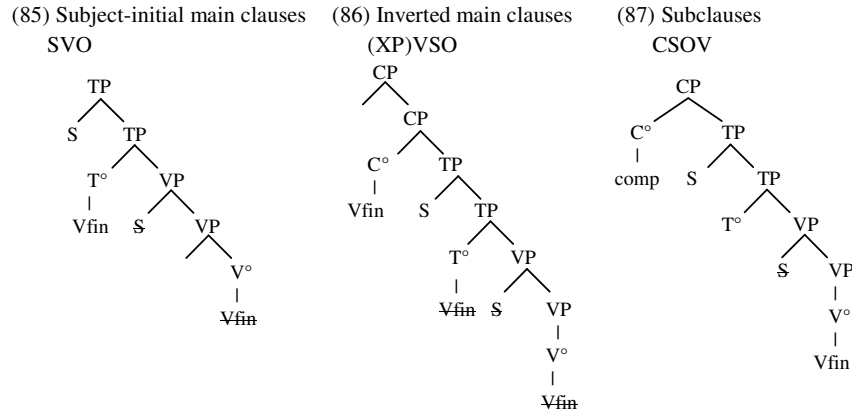 (85) Subject-initial main clauses
SVO
TP
S TP
T° VP
Vfin S VP
V°
Vfin
(86) Inverted main clauses
(XP)VSO
CP
CP
C° TP
Vfin S TP
T° VP
Vfin S VP
V°
Vfin
(87) Subclauses
CSOV
CP
C° TP
comp S TP
T° VP
S VP
V°
Vfin